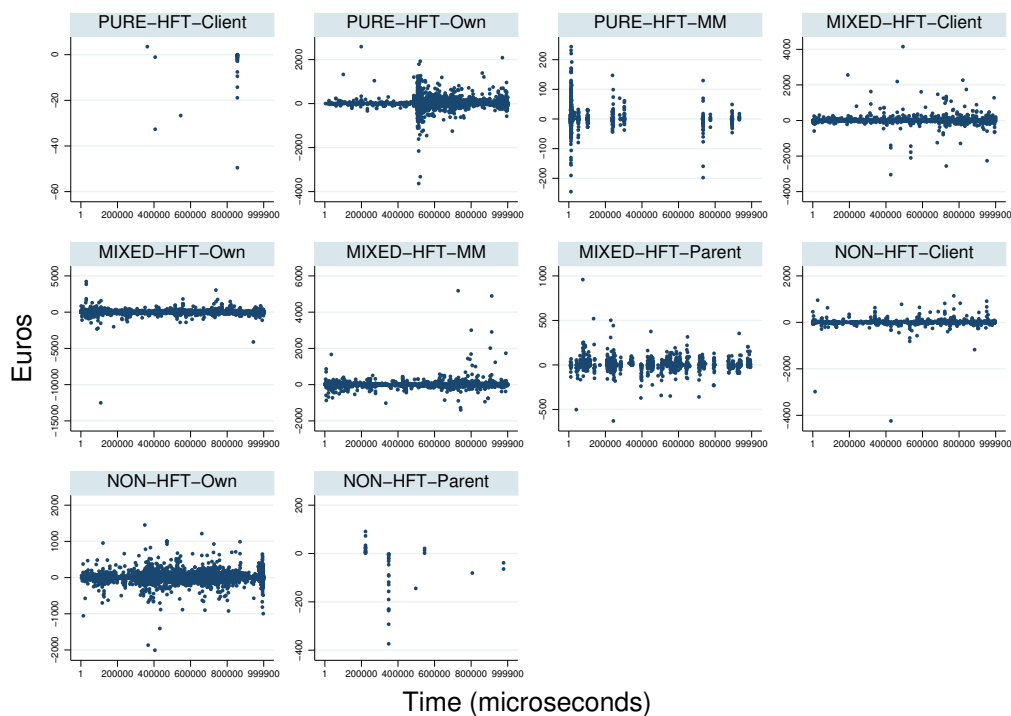 PURE−HFT−Client
0
−20
−40
−60
1 200000 400000 600000 800000 999900
PURE−HFT−Own
2000
0
−2000
−4000
1 200000 400000 600000 800000 999900
PURE−HFT−MM
200
100
0
−100
−200
1 200000 400000 600000 800000 999900
MIXED−HFT−Client
4000
2000
0
−2000
−4000
1 200000 400000 600000 800000 999900
MIXED−HFT−Own
5000
0
−5000
−10000
−15000
1 200000 400000 600000 800000 999900
MIXED−HFT−MM
6000
4000
2000
0
−2000
1 200000 400000 600000 800000 999900
MIXED−HFT−Parent
1000
500
0
−500
1 200000 400000 600000 800000 999900
NON−HFT−Client
2000
0
−2000
−4000
1 200000 400000 600000 800000 999900
NON−HFT−Own
2000
1000
0
−1000
−2000
1 200000 400000 600000 800000 999900
NON−HFT−Parent
200
0
−200
−400
1 200000 400000 600000 800000 999900
Euros
Time (microseconds)